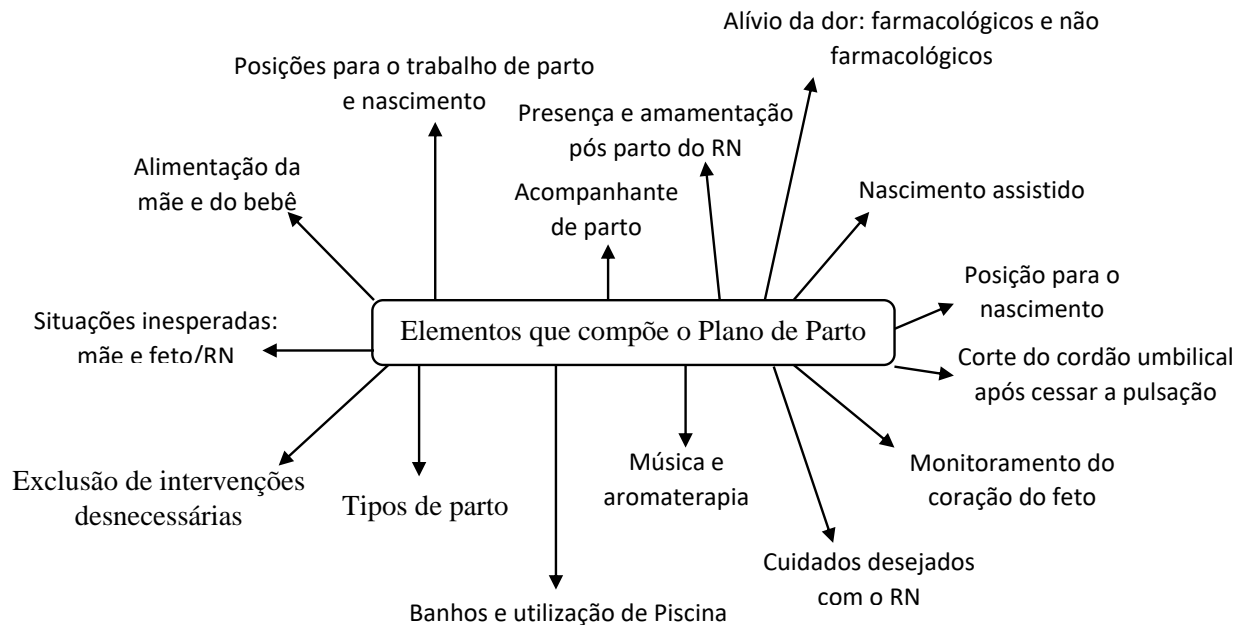 Alívio da dor: farmacológicos e não
farmacológicos
Posições para o trabalho de parto
e nascimento
Presença e amamentação
pós parto do RN
Alimentação da
mãe e do bebê
Acompanhante
de parto
Nascimento assistido
Posição para o
nascimento
Situações inesperadas:
mãe e feto/RN
Elementos que compõe o Plano de Parto
Corte do cordão umbilical
após cessar a pulsação
Exclusão de intervenções
desnecessárias
Tipos de parto
Música e
aromaterapia
Monitoramento do
coração do feto
Cuidados desejados
com o RN
Banhos e utilização de Piscina